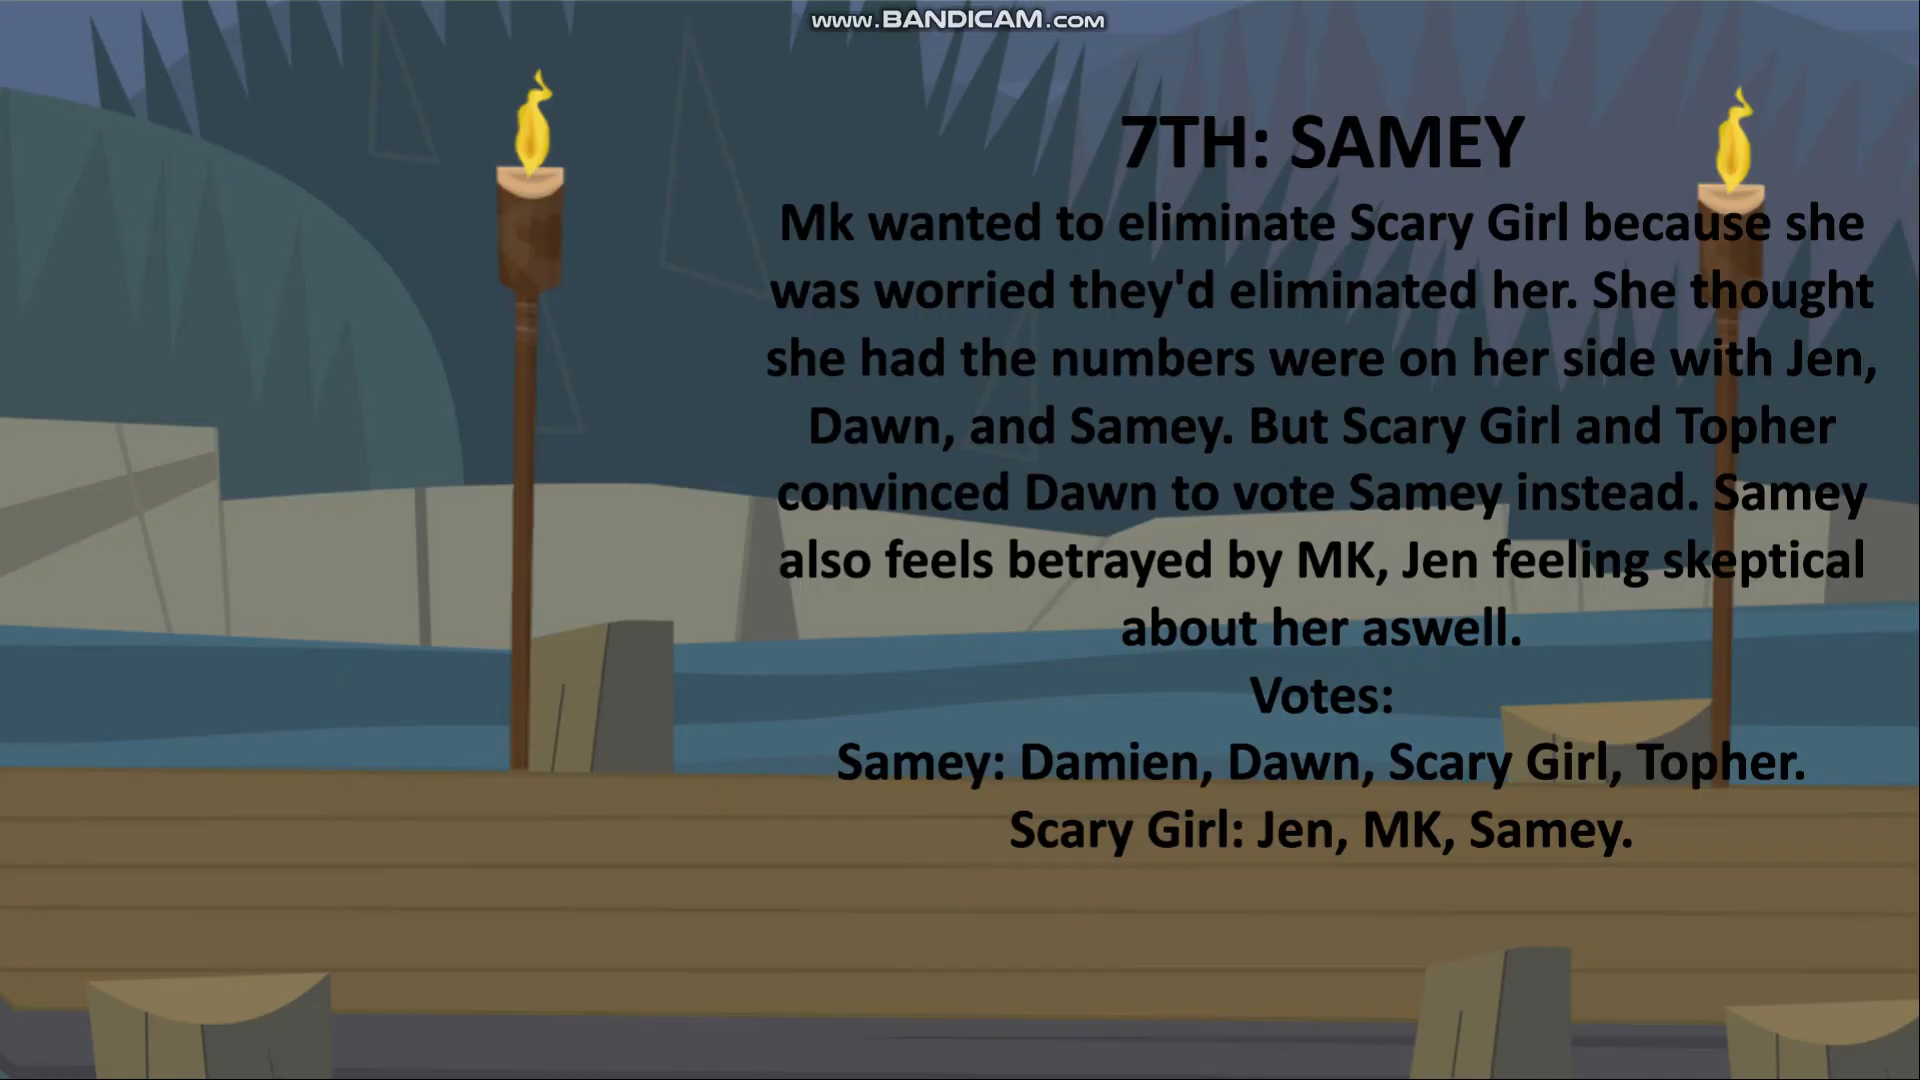 www.BANDICAM.com
7TH: SAMEY
Mk wanted to eliminate Scary Girl because she
was worried they'd eliminated her. She thought
she had the numbers were on her side with Jen,
Dawn, and Samey. But Scary Girl and Topher
convinced Dawn to vote Samey instead. Samey
also feels betrayed by MK, Jen feeling skeptical
about her aswell.
Votes:
Samey: Damien, Dawn, Scary Girl, Topher.
Scary Girl: Jen, MK, Samey.